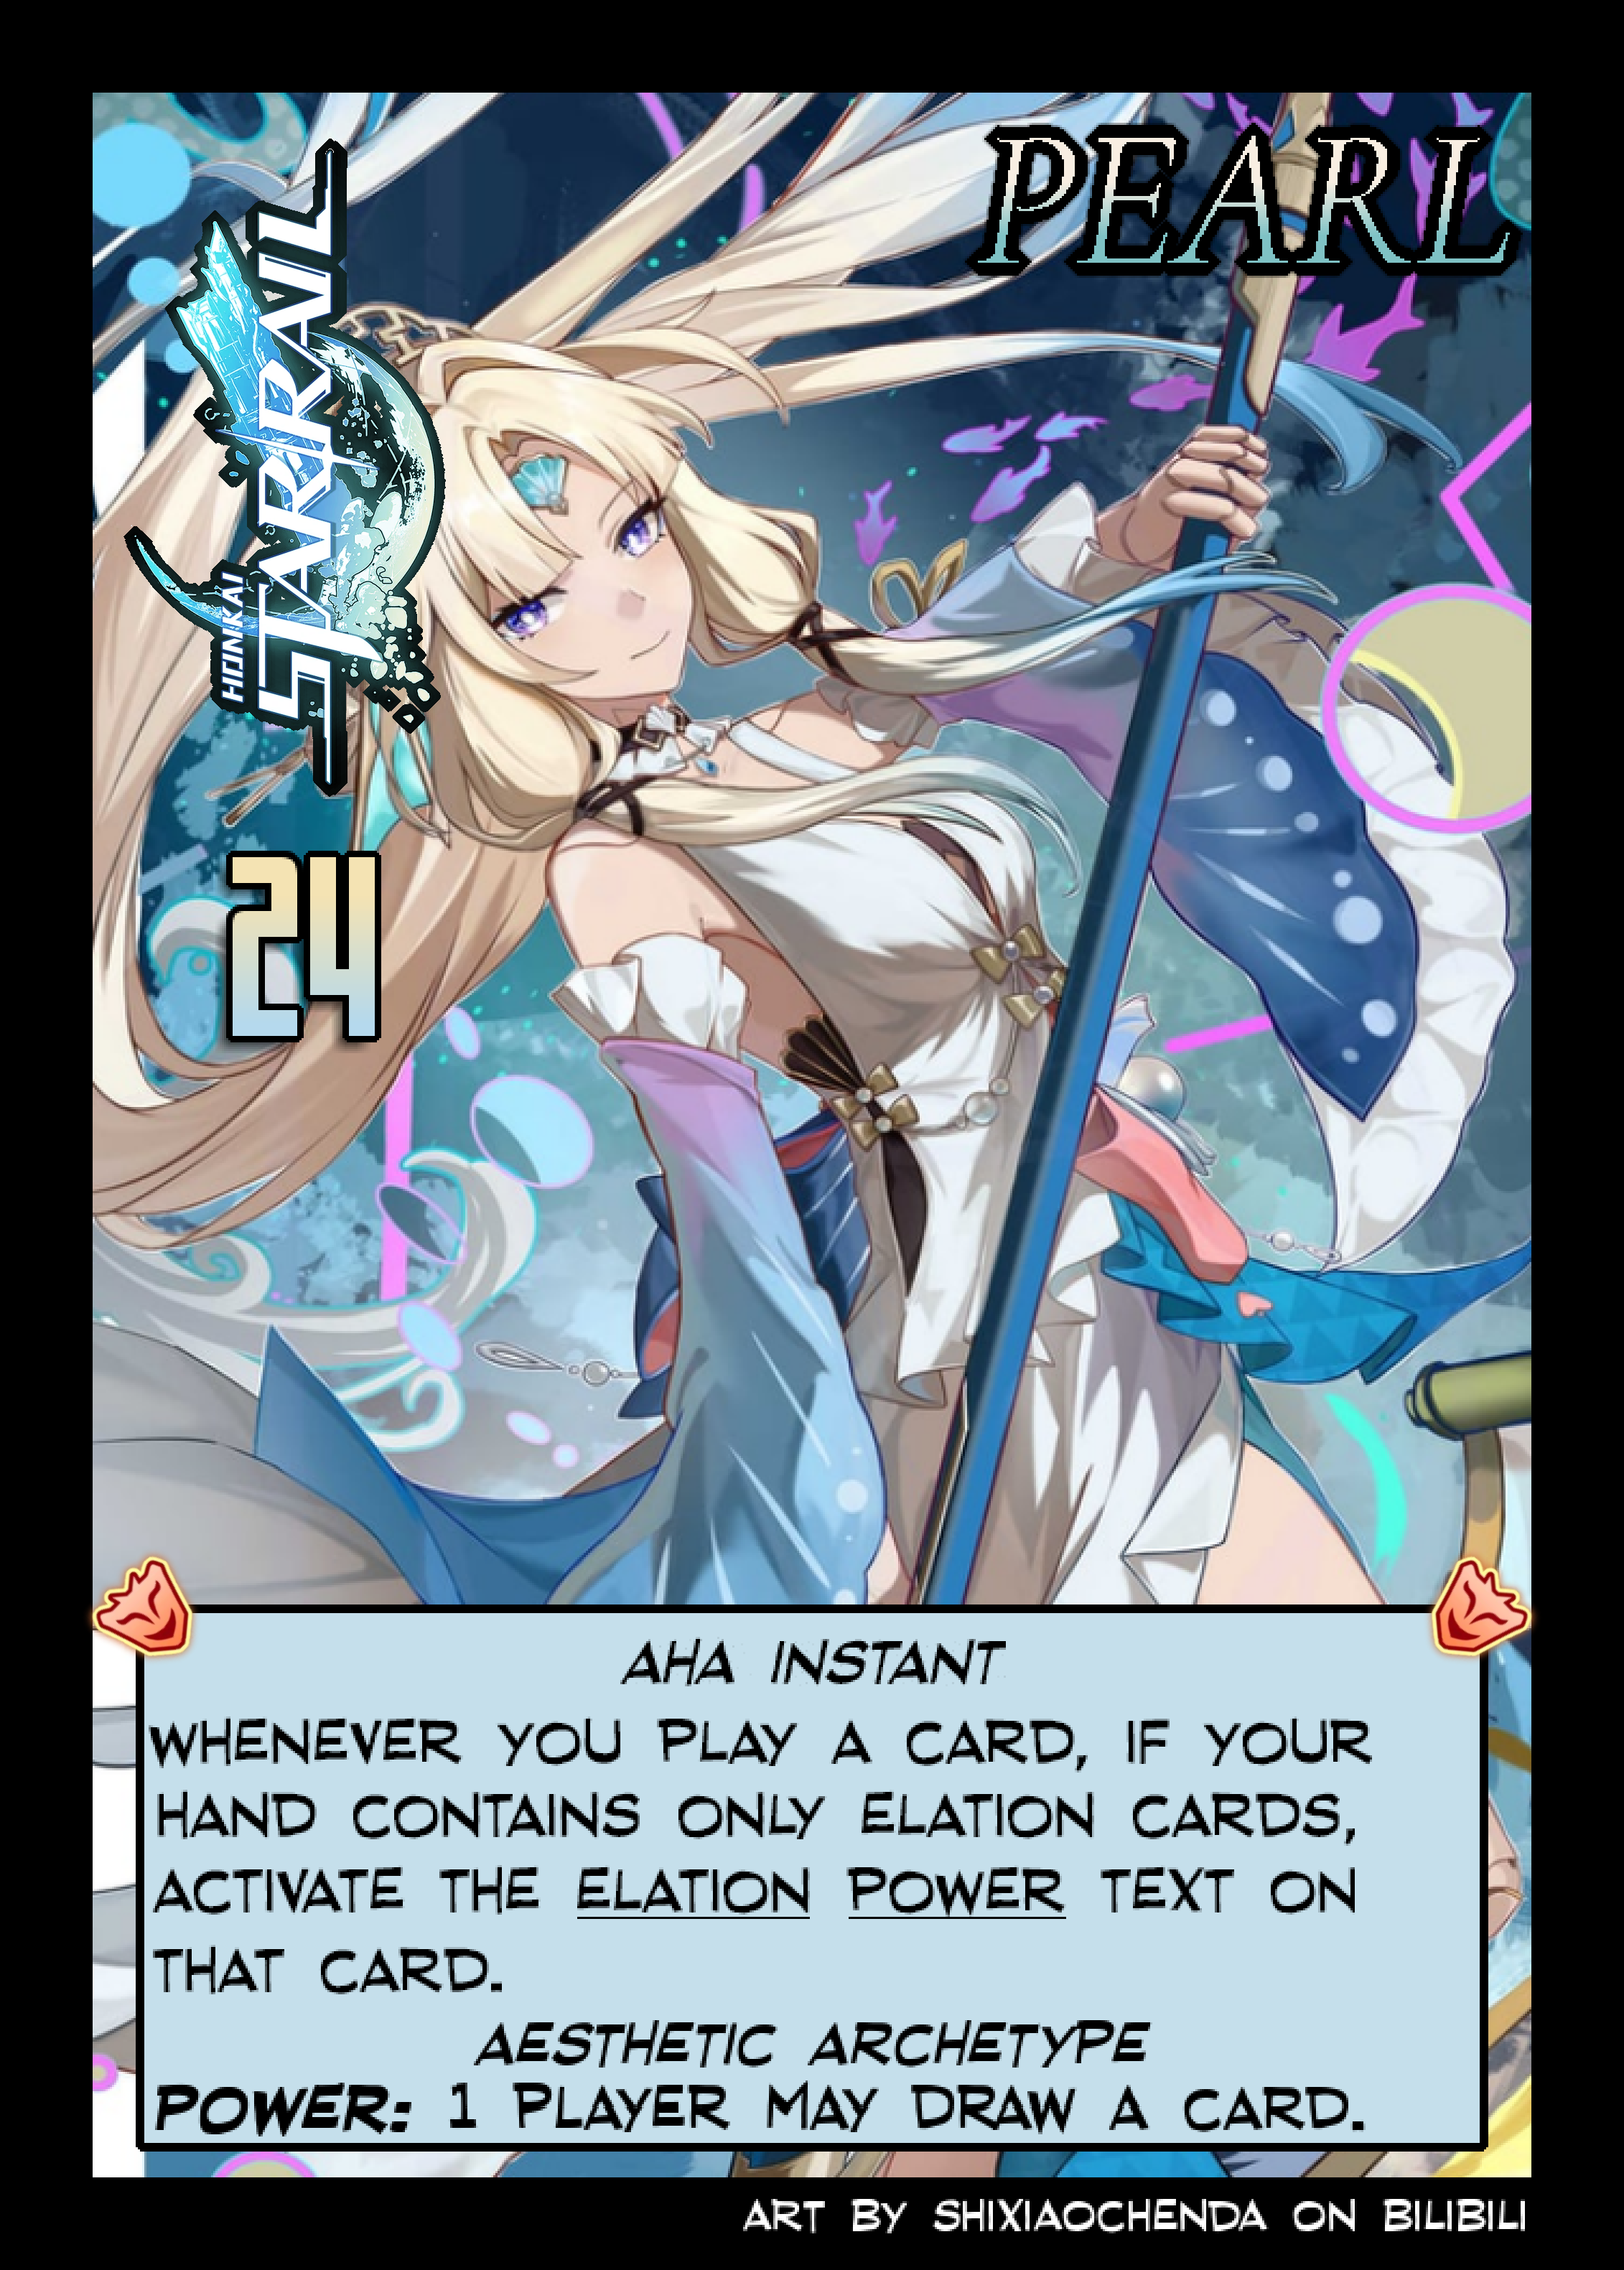 PEARL
HONKAI
STAR RAIL
24
AHA INSTANT
WHENEVER YOU PLAY A CARD, IF YOUR
HAND CONTAINS ONLY ELATION CARDS,
ACTIVATE THE ELATION POWER TEXT ON
THAT CARD.
AESTHETIC ARCHETYPE
POWER: 1 PLAYER MAY DRAW A CARD.
ART BY SHIXIAOCHENDA ON BILIBILI